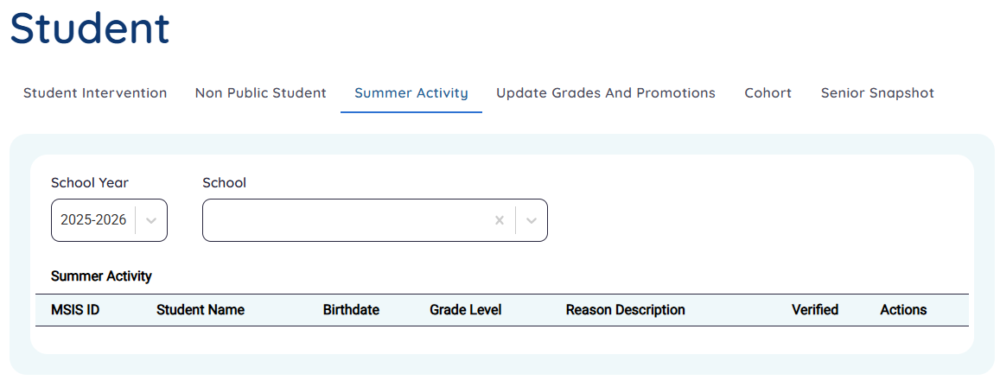 Student
Student Intervention Non Public Student Summer Activity Update Grades And Promotions Cohort Senior Snapshot
School Year School
2025-2026
Summer Activity
MSIS ID Student Name Birthdate Grade Level Reason Description Verified Actions